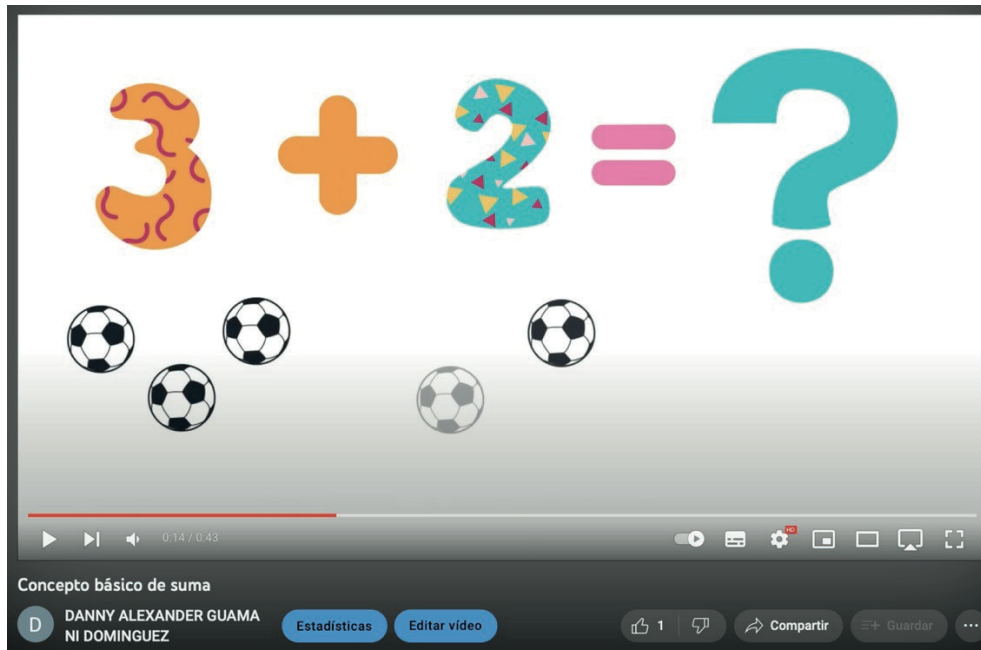 3 + 2 = ?
0:14 / 0:43
HD
Concepto básico de suma
D
DANNY ALEXANDER GUAMA
NI DOMINGUEZ
Estadísticas
Editar vídeo
1
Compartir
Guardar